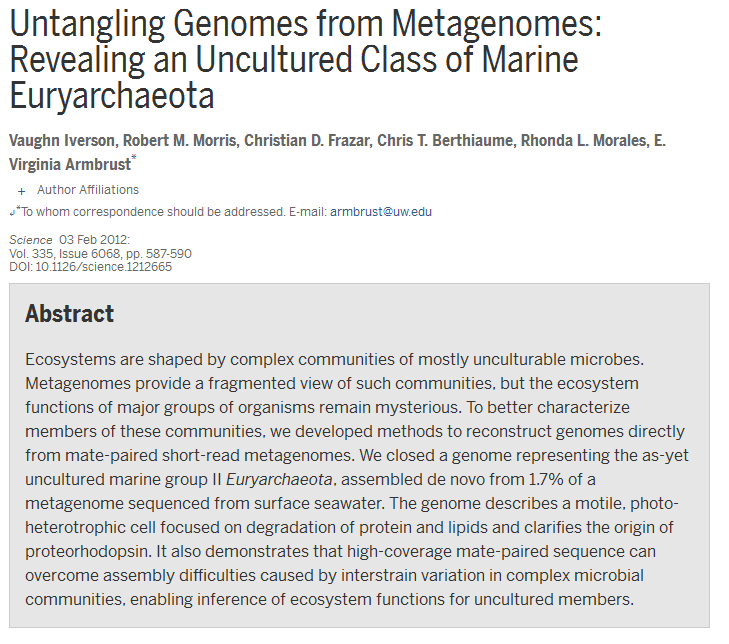 Untangling Genomes from Metagenomes:
Revealing an Uncultured Class of Marine
Euryarchaeota
Vaughn Iverson, Robert M. Morris, Christian D. Frazar, Chris T. Berthiaume, Rhonda L. Morales, E.
Virginia Armbrust*
+ Author Affiliations
↲*To whom correspondence should be addressed. E-mail: armbrust@uw.edu
Science 03 Feb 2012:
Vol. 335, Issue 6068, pp. 587-590
DOI: 10.1126/science.1212665
Abstract
Ecosystems are shaped by complex communities of mostly unculturable microbes.
Metagenomes provide a fragmented view of such communities, but the ecosystem
functions of major groups of organisms remain mysterious. To better characterize
members of these communities, we developed methods to reconstruct genomes directly
from mate-paired short-read metagenomes. We closed a genome representing the as-yet
uncultured marine group II Euryarchaeota, assembled de novo from 1.7% of a
metagenome sequenced from surface seawater. The genome describes a motile, photo-
heterotrophic cell focused on degradation of protein and lipids and clarifies the origin of
proteorhodopsin. It also demonstrates that high-coverage mate-paired sequence can
overcome assembly difficulties caused by interstrain variation in complex microbial
communities, enabling inference of ecosystem functions for uncultured members.